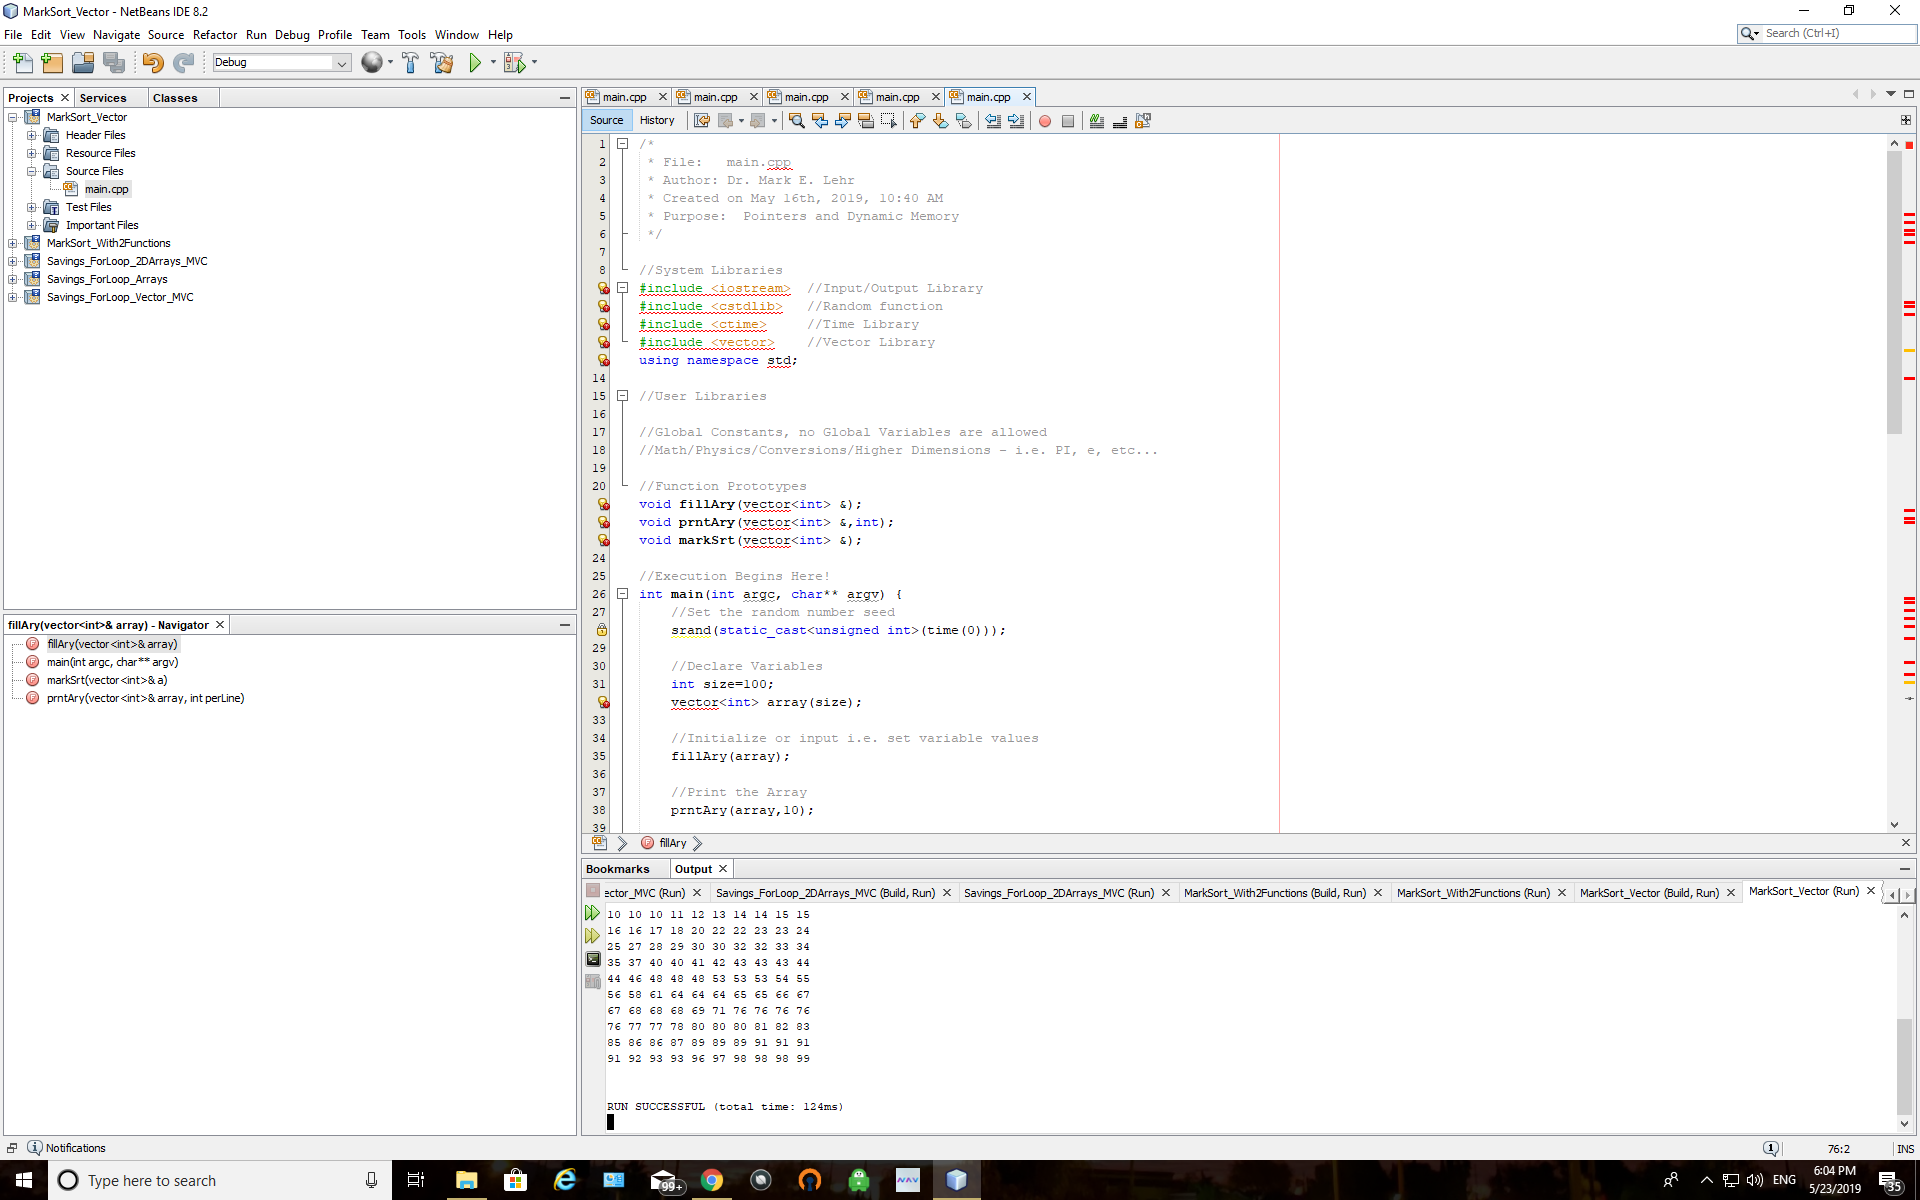 MarkSort_Vector - NetBeans IDE 8.2
File Edit View Navigate Source Refactor Run Debug Profile Team Tools Window Help
Search (Ctrl+I)
Debug
Projects Services Classes
MarkSort_Vector
Header Files
Resource Files
Source Files
main.cpp
Test Files
Important Files
MarkSort_With2Functions
Savings_ForLoop_2DArrays_MVC
Savings_ForLoop_Arrays
Savings_ForLoop_Vector_MVC
fillAry(vector<int>& array) - Navigator
fillAry(vector<int>& array)
main(int argc, char** argv)
markSrt(vector<int>& a)
prntAry(vector<int>& array, int perLine)
main.cpp main.cpp main.cpp main.cpp main.cpp
Source History
1 /*
2 * File:   main.cpp
3 * Author: Dr. Mark E. Lehr
4 * Created on May 16th, 2019, 10:40 AM
5 * Purpose:  Pointers and Dynamic Memory
6 */
7
8 //System Libraries
#include <iostream>  //Input/Output Library
#include <cstdlib>   //Random function
#include <ctime>     //Time Library
#include <vector>    //Vector Library
using namespace std;
14
15 //User Libraries
16
17 //Global Constants, no Global Variables are allowed
18 //Math/Physics/Conversions/Higher Dimensions - i.e. PI, e, etc...
19
20 //Function Prototypes
void fillAry(vector<int> &);
void prntAry(vector<int> &,int);
void markSrt(vector<int> &);
24
25 //Execution Begins Here!
26 int main(int argc, char** argv) {
27 //Set the random number seed
srand(static_cast<unsigned int>(time(0)));
29
30 //Declare Variables
31 int size=100;
vector<int> array(size);
33
34 //Initialize or input i.e. set variable values
35 fillAry(array);
36
37 //Print the Array
38 prntAry(array,10);
39
fillAry
Bookmarks Output
ector_MVC (Run) Savings_ForLoop_2DArrays_MVC (Build, Run) Savings_ForLoop_2DArrays_MVC (Run) MarkSort_With2Functions (Build, Run) MarkSort_With2Functions (Run) MarkSort_Vector (Build, Run) MarkSort_Vector (Run)
10 10 10 11 12 13 14 14 15 15
16 16 17 18 20 22 22 23 23 24
25 27 28 29 30 30 32 32 33 34
35 37 40 40 41 42 43 43 43 44
44 46 48 48 48 53 53 53 54 55
56 58 61 64 64 64 65 65 66 67
67 68 68 68 69 71 76 76 76 76
76 77 77 78 80 80 80 81 82 83
85 86 86 87 89 89 89 91 91 91
91 92 93 93 96 97 98 98 98 99
RUN SUCCESSFUL (total time: 124ms)
Notifications
1
76:2
INS
Type here to search
99+
ENG
6:04 PM
5/23/2019
35